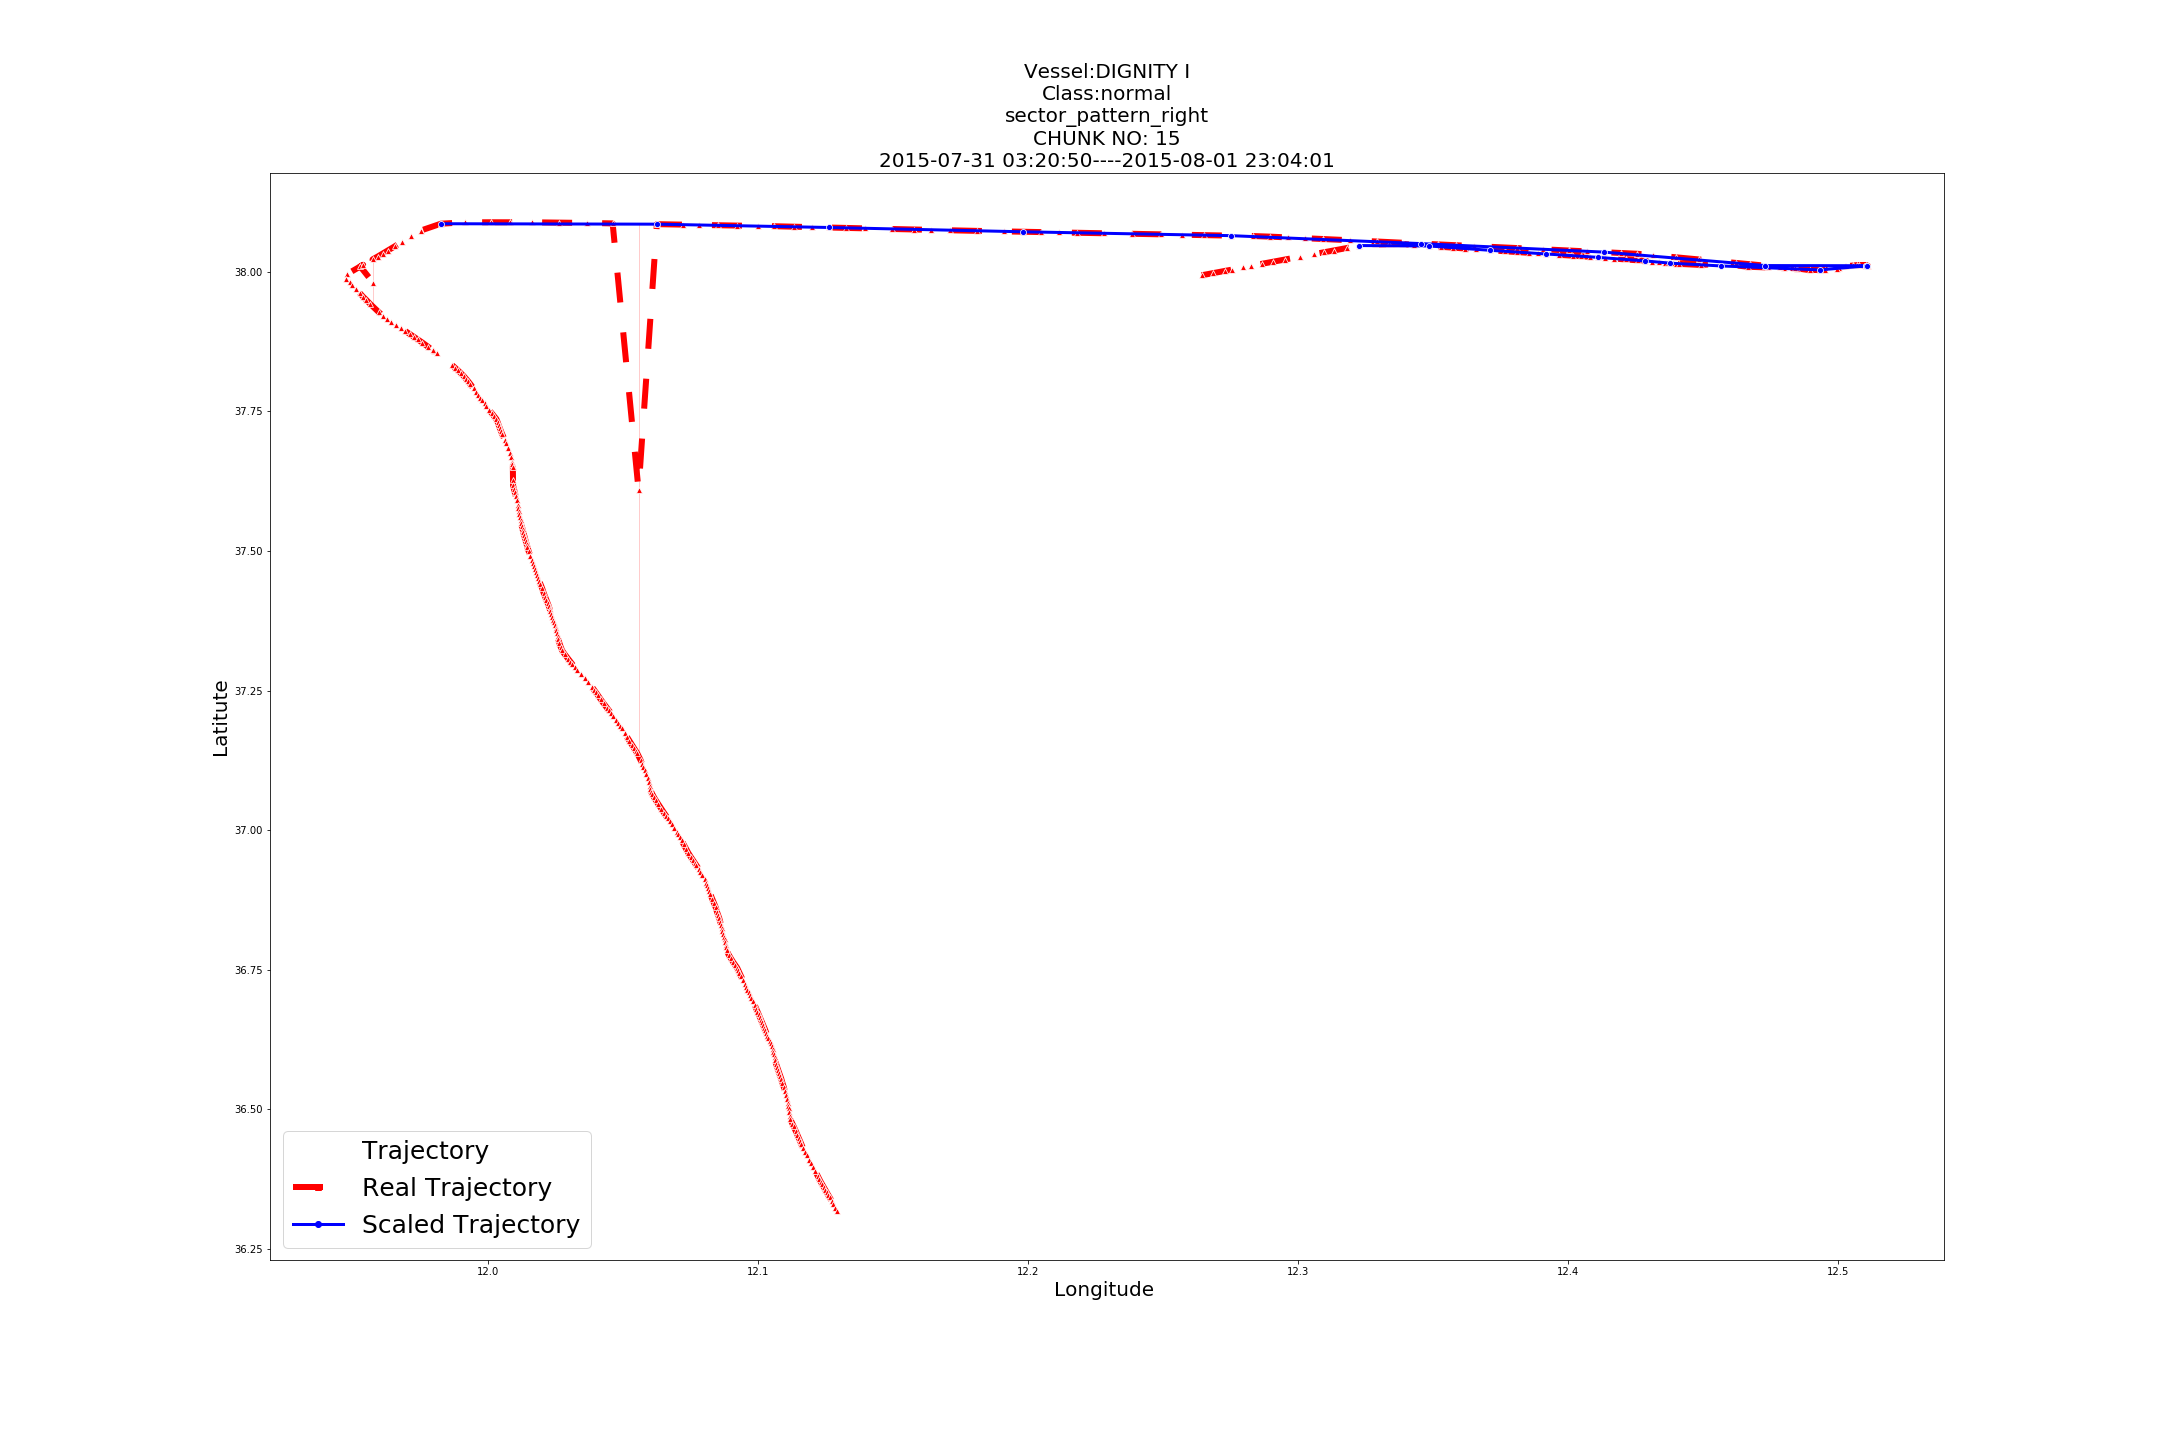 Vessel:DIGNITY I
Class:normal
sector_pattern_right
CHUNK NO: 15
2015-07-31 03:20:50----2015-08-01 23:04:01
Latitute
38.00
37.75
37.50
37.25
37.00
36.75
36.50
36.25
Trajectory
Real Trajectory
Scaled Trajectory
12.0 12.1 12.2 12.3 12.4 12.5
Longitude